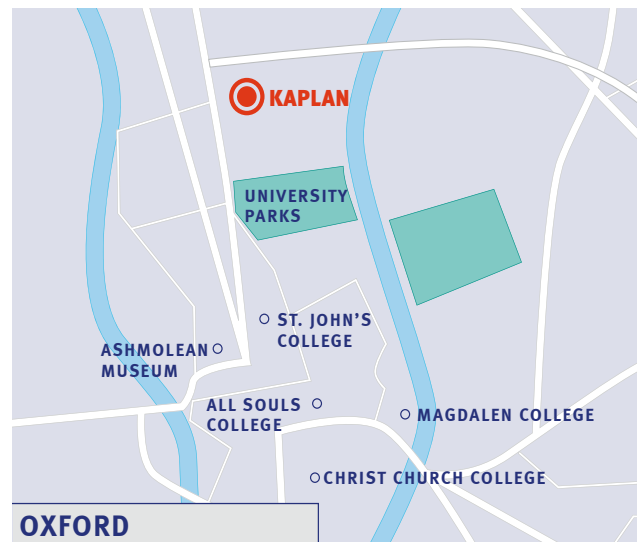 KAPLAN
UNIVERSITY
PARKS
ST. JOHN'S
COLLEGE
ASHMOLEAN
MUSEUM
ALL SOULS
COLLEGE
MAGDALEN COLLEGE
CHRIST CHURCH COLLEGE
OXFORD